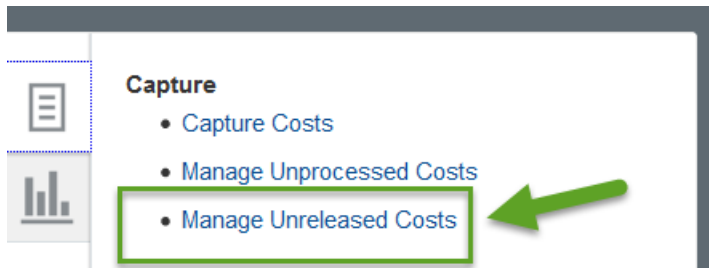 Capture
• Capture Costs
• Manage Unprocessed Costs
• Manage Unreleased Costs